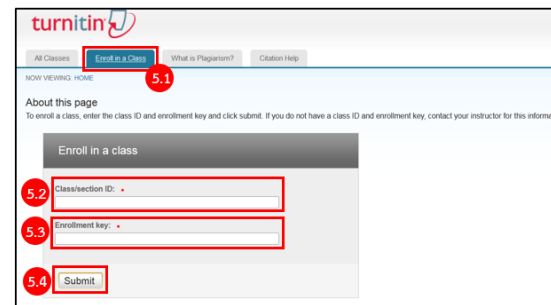 turnitin
All Classes Enroll in a Class What is Plagiarism? Citation Help
5.1
NOW VIEWING: HOME
About this page
To enroll a class, enter the class ID and enrollment key and click submit. If you do not have a class ID and enrollment key, contact your instructor for this
Enroll in a class
5.2 Class/section ID:
5.3 Enrollment key:
5.4 Submit